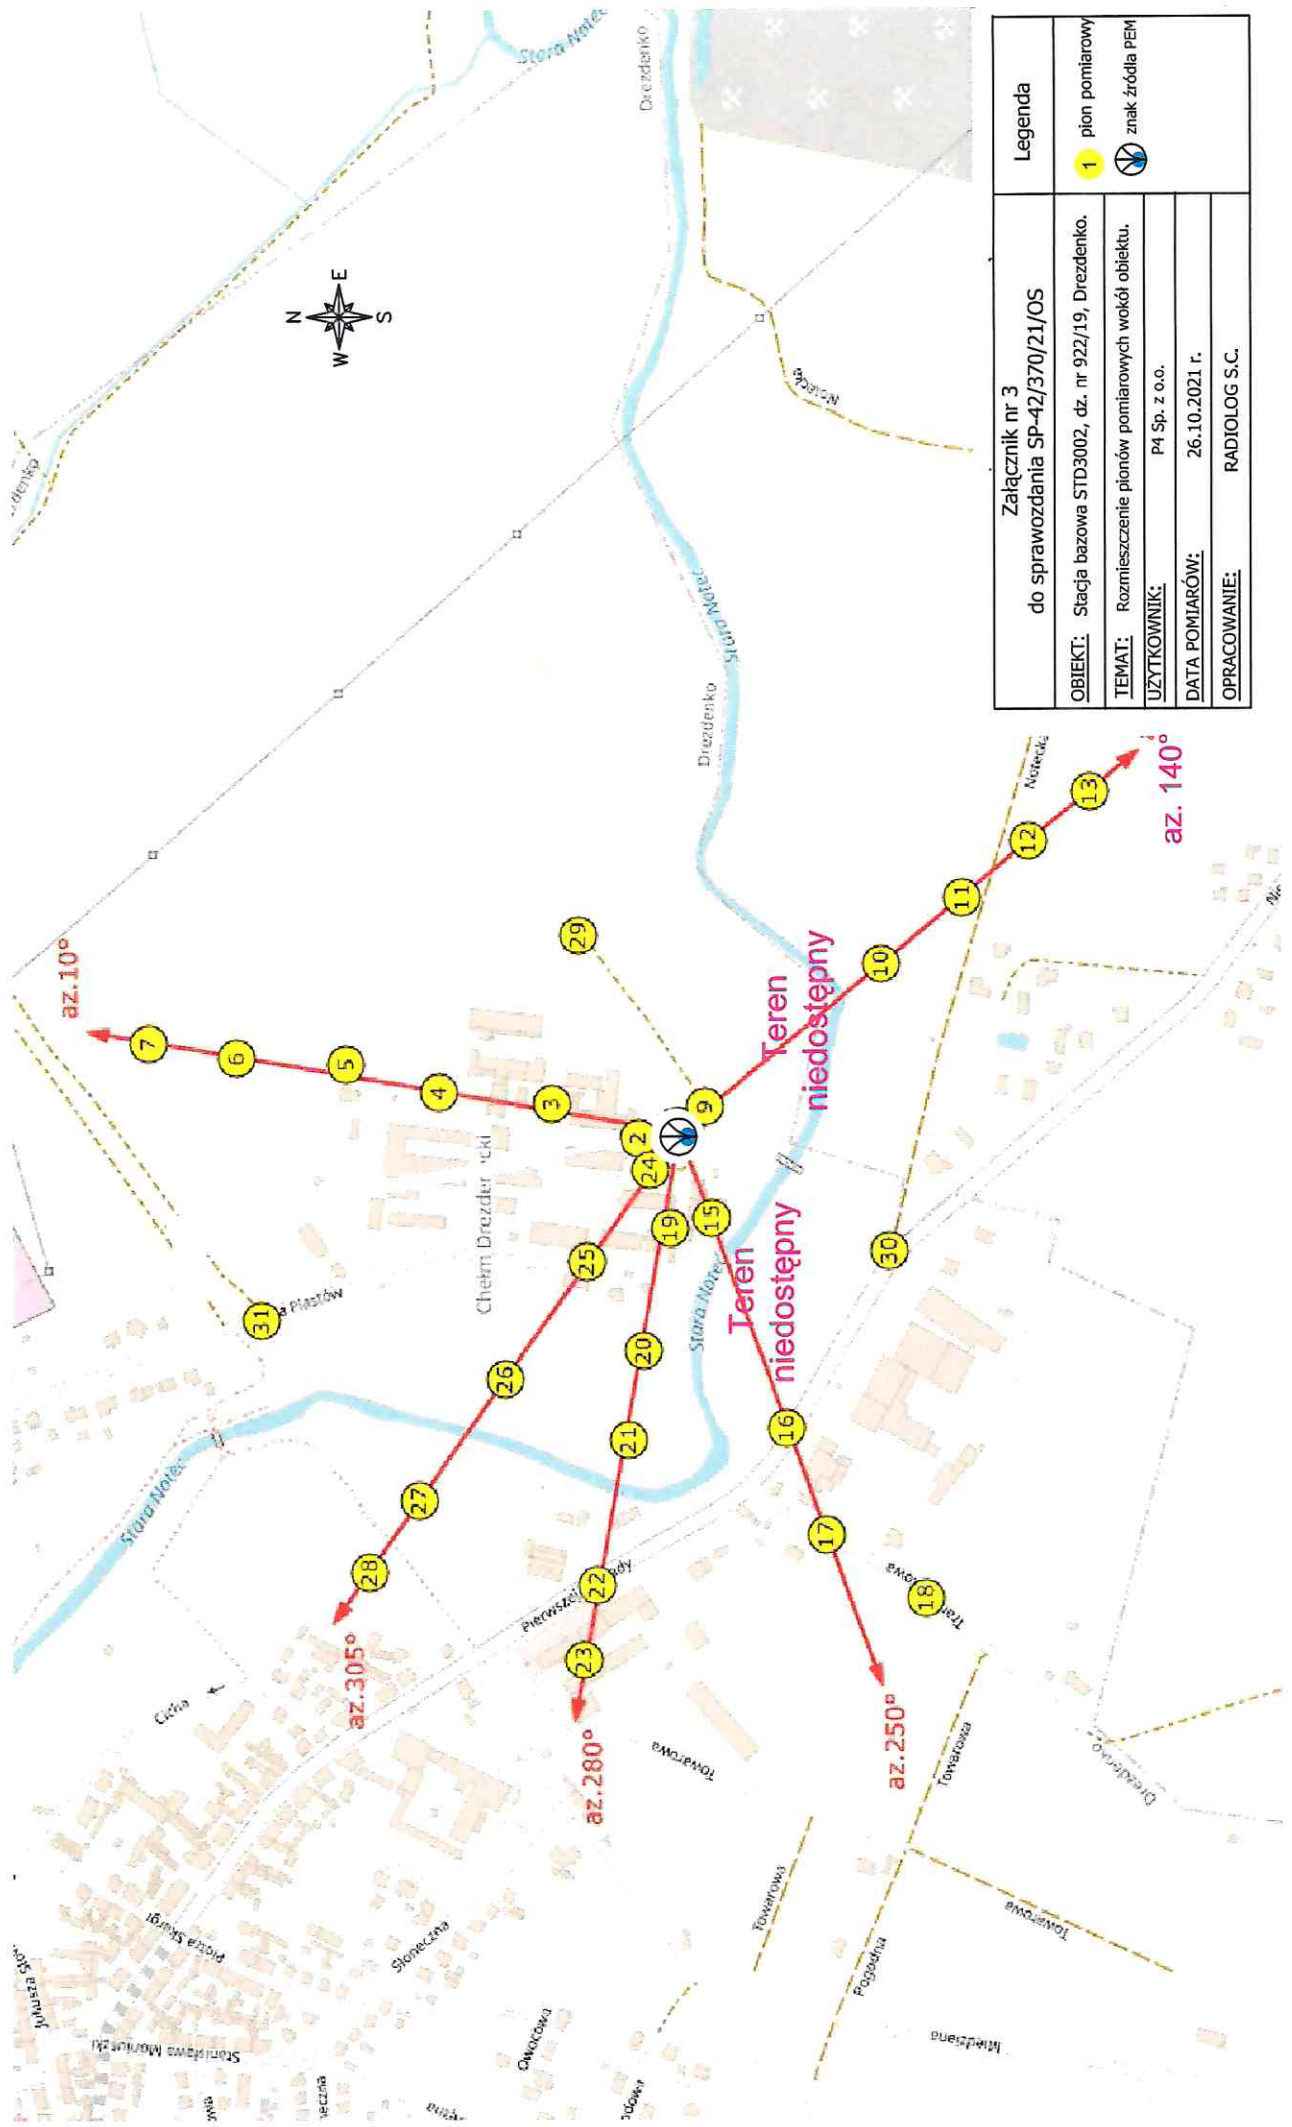 Załącznik nr 3
do sprawozdania SP-42/370/21/OS
Legenda
OBIEKT: Stacja bazowa STD3002, dz. nr 922/19, Drezdenko.
TEMAT: Rozmieszczenie pionów pomiarowych wokół obiektu.
UŻYTKOWNIK: P4 Sp. z o.o.
DATA POMIARÓW: 26.10.2021 r.
OPRACOWANIE: RADIOLOG S.C.
1 pion pomiarowy
znak źródła PEM
N
W E
S
az.10°
7
6
5
4
3
2
24
29
9
10
11
12
13
az. 140°
Teren
niedostępny
15
16
17
18
az.250°
Teren
niedostępny
19
20
21
22
23
az.280°
25
26
27
28
az.305°
30
31
Stara Noteć
Stara Noteć
Stara Noteć
Drezdenko
Drezdenko
Drezdenko
Notecka
Cicha
Piotra Skargi
Stanisława Moniuszki
Słoneczna
Owocowa
Towarowa
Towarowa
Towarowa
Towarowa
Pogodna
Miedziana
a Piastów